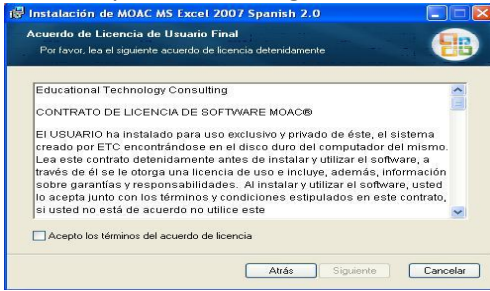 Instalación de MOAC MS Excel 2007 Spanish 2.0
Acuerdo de Licencia de Usuario Final
Por favor, lea el siguiente acuerdo de licencia detenidamente
Educational Technology Consulting
CONTRATO DE LICENCIA DE SOFTWARE MOAC®
El USUARIO ha instalado para uso exclusivo y privado de éste, el sistema
creado por ETC encontrándose en el disco duro del computador del mismo.
Lea este contrato detenidamente antes de instalar y utilizar el software, a
través de él se le otorga una licencia de uso e incluye, además, información
sobre garantías y responsabilidades. Al instalar y utilizar el software, usted
lo acepta junto con los términos y condiciones estipulados en este contrato,
si usted no está de acuerdo no utilice este
Acepto los términos del acuerdo de licencia
Atrás Siguiente Cancelar